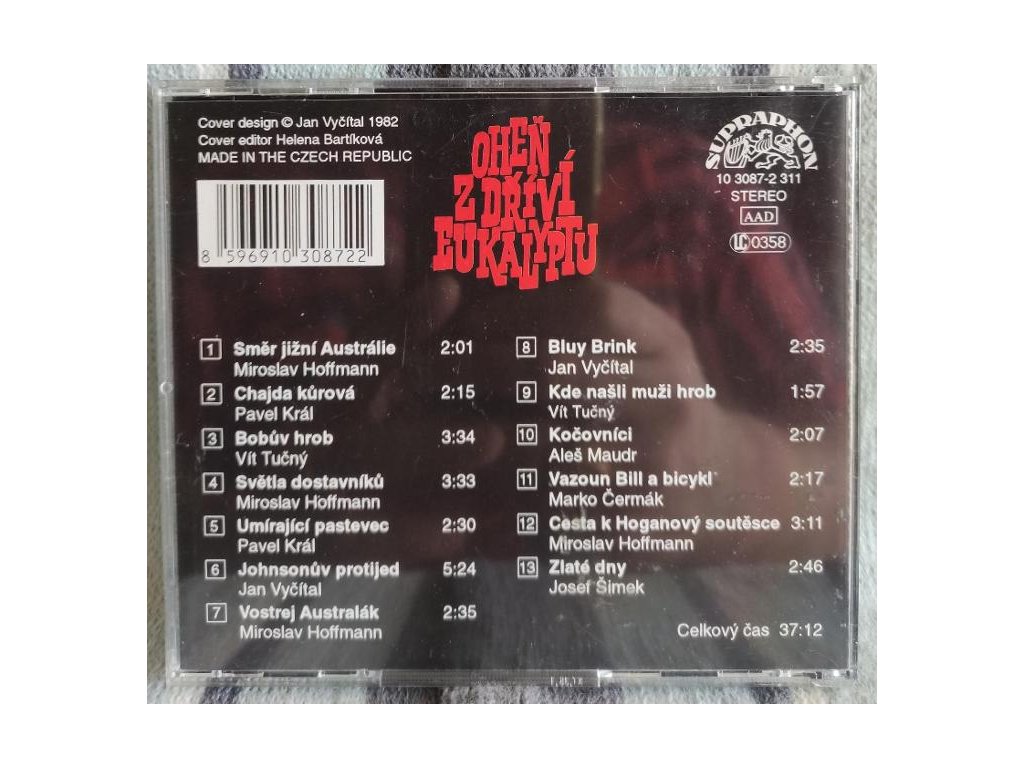 Cover design © Jan Vyčítal 1982
Cover editor Helena Bartíková
MADE IN THE CZECH REPUBLIC
8 596910 308722
OHEŇ
Z DŘÍVÍ
EUKALYPTU
SUPRAPHON
10 3087-2 311
STEREO
AAD
LC 0358
1 Směr jižní Austrálie 2:01
Miroslav Hoffmann
2 Chajda kůrová 2:15
Pavel Král
3 Bobův hrob 3:34
Vít Tučný
4 Světla dostavníků 3:33
Miroslav Hoffmann
5 Umírající pastevec 2:30
Pavel Král
6 Johnsonův protijed 5:24
Jan Vyčítal
7 Vostrej Australák 2:35
Miroslav Hoffmann
8 Bluy Brink 2:35
Jan Vyčítal
9 Kde našli muži hrob 1:57
Vít Tučný
10 Kočovníci 2:07
Aleš Maudr
11 Vazoun Bill a bicykl 2:17
Marko Čermák
12 Cesta k Hoganový soutěsce 3:11
Miroslav Hoffmann
13 Zlaté dny 2:46
Josef Šimek
Celkový čas 37:12